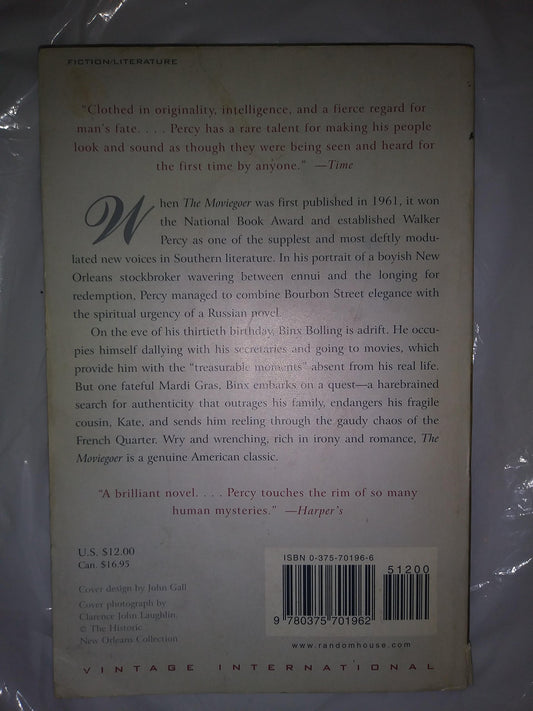 FICTION/LITERATURE
"Clothed in originality, intelligence, and a fierce regard for
man's fate. . . . Percy has a rare talent for making his people
look and sound as though they were being seen and heard for
the first time by anyone." —Time
When The Moviegoer was first published in 1961, it won
the National Book Award and established Walker
Percy as one of the supplest and most deftly modu-
lated new voices in Southern literature. In his portrait of a boyish New
Orleans stockbroker wavering between ennui and the longing for
redemption, Percy managed to combine Bourbon Street elegance with
the spiritual urgency of a Russian novel.
On the eve of his thirtieth birthday, Binx Bolling is adrift. He occu-
pies himself dallying with his secretaries and going to movies, which
provide him with the "treasurable moments" absent from his real life.
But one fateful Mardi Gras, Binx embarks on a quest—a harebrained
search for authenticity that outrages his family, endangers his fragile
cousin, Kate, and sends him reeling through the gaudy chaos of the
French Quarter. Wry and wrenching, rich in irony and romance, The
Moviegoer is a genuine American classic.
"A brilliant novel. . . . Percy touches the rim of so many
human mysteries." —Harper's
U.S. $12.00
Can. $16.95
Cover design by John Gall
Cover photograph by
Clarence John Laughlin,
© The Historic
New Orleans Collection
ISBN 0-375-70196-6
51200
9 780375 701962
www.randomhouse.com
VINTAGE INTERNATIONAL